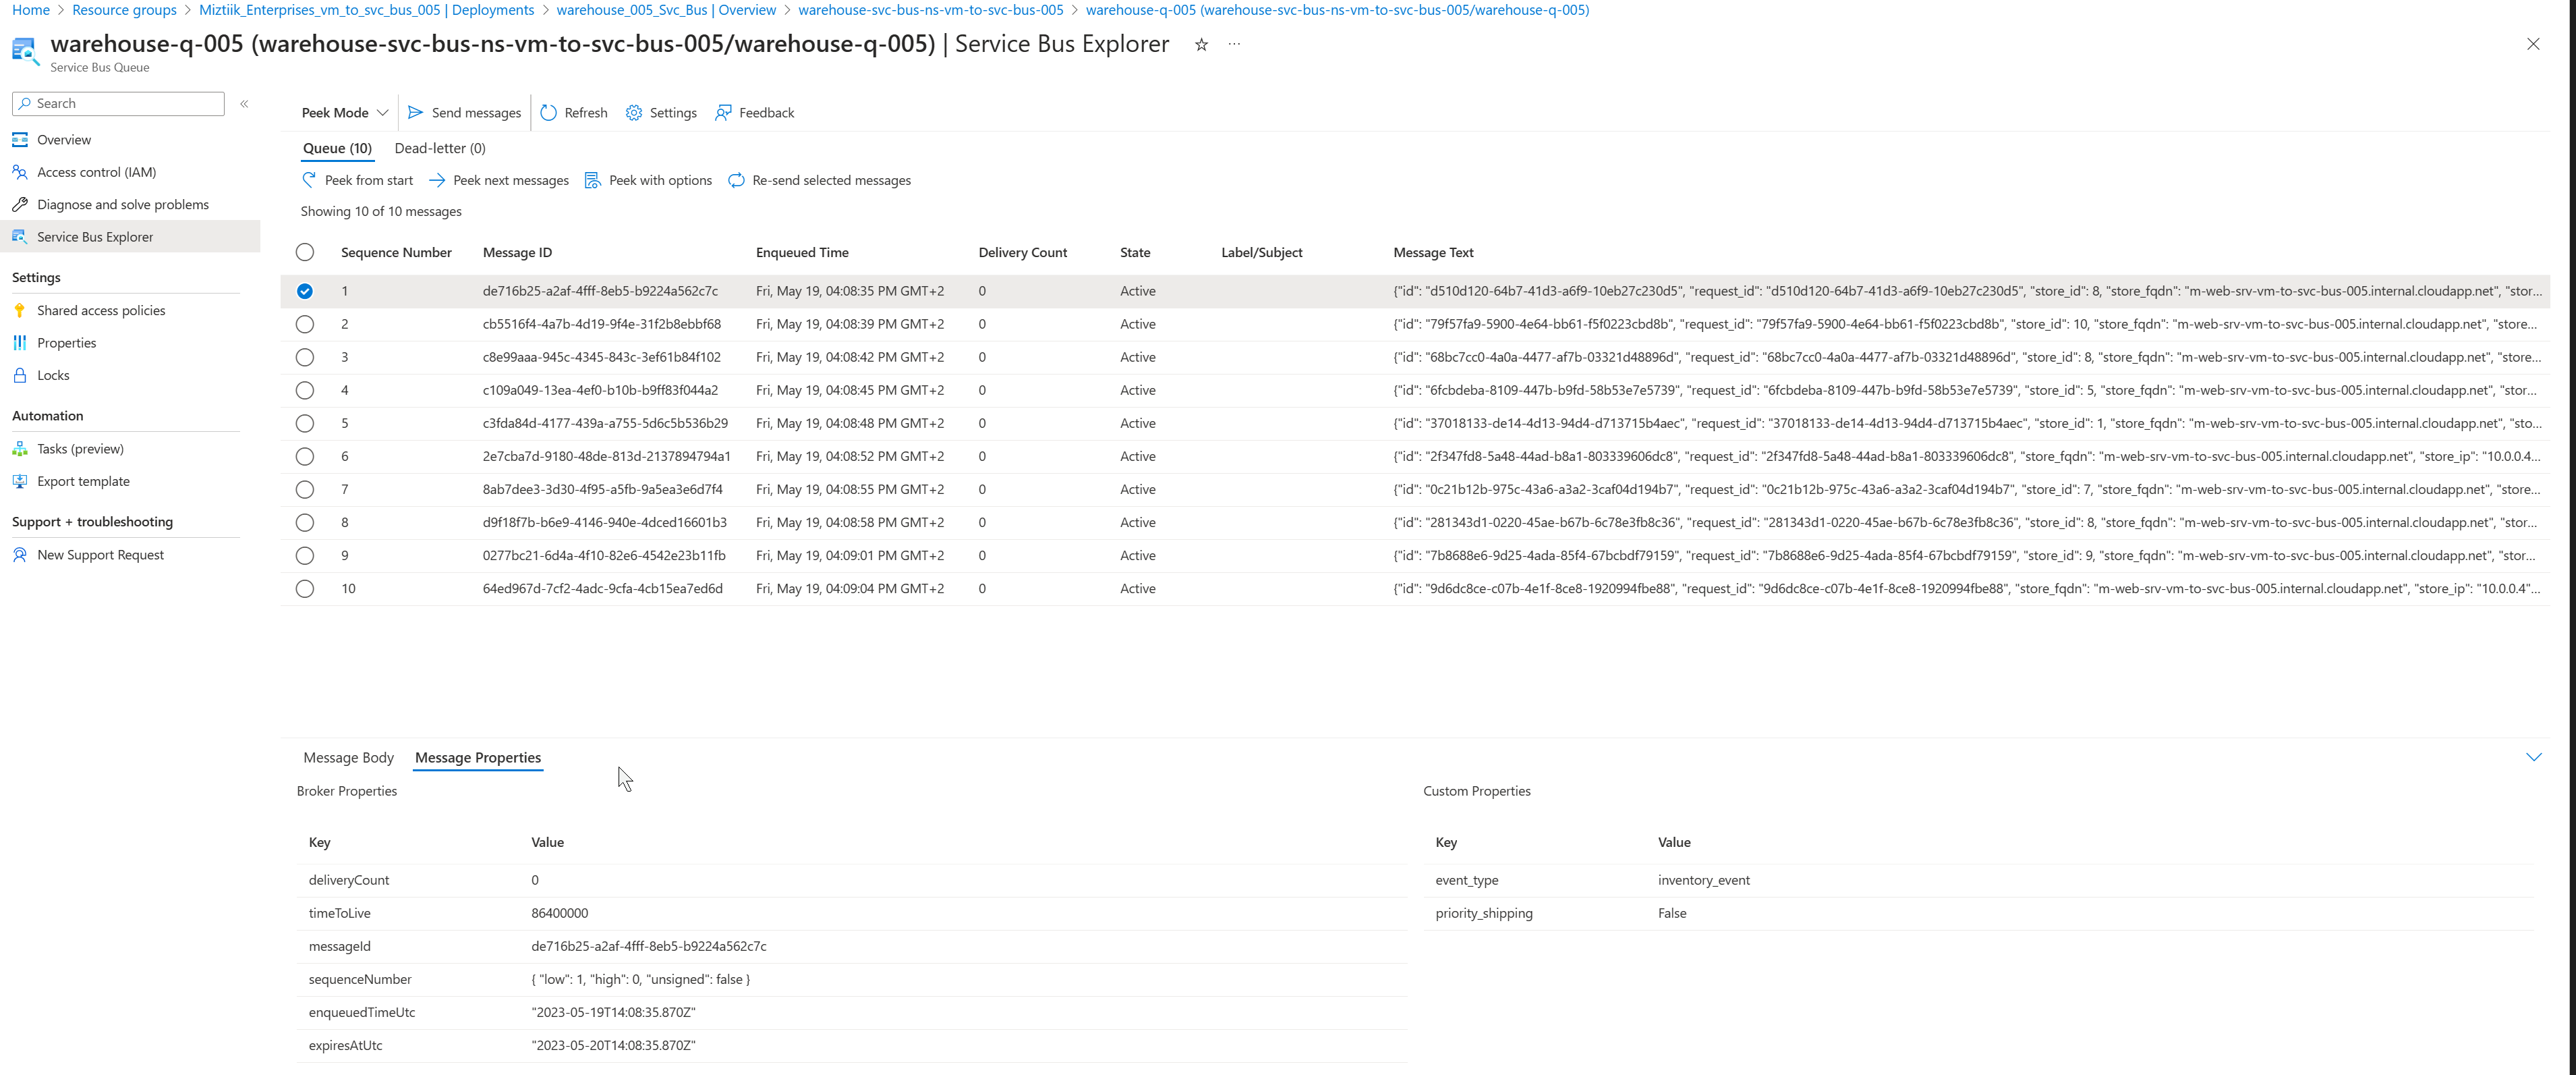 Home > Resource groups > Miztiik_Enterprises_vm_to_svc_bus_005 | Deployments > warehouse_005_Svc_Bus | Overview > warehouse-svc-bus-ns-vm-to-svc-bus-005 > warehouse-q-005 (warehouse-svc-bus-ns-vm-to-svc-bus-005/warehouse-q-005)
warehouse-q-005 (warehouse-svc-bus-ns-vm-to-svc-bus-005/warehouse-q-005) | Service Bus Explorer ☆ ···
Service Bus Queue
Search «
Overview
Access control (IAM)
Diagnose and solve problems
Service Bus Explorer
Settings
Shared access policies
Properties
Locks
Automation
Tasks (preview)
Export template
Support + troubleshooting
New Support Request
Peek Mode Send messages Refresh Settings Feedback
Queue (10) Dead-letter (0)
Peek from start Peek next messages Peek with options Re-send selected messages
Showing 10 of 10 messages
Sequence Number Message ID Enqueued Time Delivery Count State Label/Subject Message Text
1 de716b25-a2af-4fff-8eb5-b9224a562c7c Fri, May 19, 04:08:35 PM GMT+2 0 Active {"id": "d510d120-64b7-41d3-a6f9-10eb27c230d5", "request_id": "d510d120-64b7-41d3-a6f9-10eb27c230d5", "store_id": 8, "store_fqdn": "m-web-srv-vm-to-svc-bus-005.internal.cloudapp.net", "stor...
2 cb5516f4-4a7b-4d19-9f4e-31f2b8ebbf68 Fri, May 19, 04:08:39 PM GMT+2 0 Active {"id": "79f57fa9-5900-4e64-bb61-f5f0223cbd8b", "request_id": "79f57fa9-5900-4e64-bb61-f5f0223cbd8b", "store_id": 10, "store_fqdn": "m-web-srv-vm-to-svc-bus-005.internal.cloudapp.net", "store...
3 c8e99aaa-945c-4345-843c-3ef61b84f102 Fri, May 19, 04:08:42 PM GMT+2 0 Active {"id": "68bc7cc0-4a0a-4477-af7b-03321d48896d", "request_id": "68bc7cc0-4a0a-4477-af7b-03321d48896d", "store_id": 8, "store_fqdn": "m-web-srv-vm-to-svc-bus-005.internal.cloudapp.net", "store...
4 c109a049-13ea-4ef0-b10b-b9ff83f044a2 Fri, May 19, 04:08:45 PM GMT+2 0 Active {"id": "6fcbdeba-8109-447b-b9fd-58b53e7e5739", "request_id": "6fcbdeba-8109-447b-b9fd-58b53e7e5739", "store_id": 5, "store_fqdn": "m-web-srv-vm-to-svc-bus-005.internal.cloudapp.net", "stor...
5 c3fda84d-4177-439a-a755-5d6c5b536b29 Fri, May 19, 04:08:48 PM GMT+2 0 Active {"id": "37018133-de14-4d13-94d4-d713715b4aec", "request_id": "37018133-de14-4d13-94d4-d713715b4aec", "store_id": 1, "store_fqdn": "m-web-srv-vm-to-svc-bus-005.internal.cloudapp.net", "sto...
6 2e7cba7d-9180-48de-813d-2137894794a1 Fri, May 19, 04:08:52 PM GMT+2 0 Active {"id": "2f347fd8-5a48-44ad-b8a1-803339606dc8", "request_id": "2f347fd8-5a48-44ad-b8a1-803339606dc8", "store_fqdn": "m-web-srv-vm-to-svc-bus-005.internal.cloudapp.net", "store_ip": "10.0.0.4...
7 8ab7dee3-3d30-4f95-a5fb-9a5ea3e6d7f4 Fri, May 19, 04:08:55 PM GMT+2 0 Active {"id": "0c21b12b-975c-43a6-a3a2-3caf04d194b7", "request_id": "0c21b12b-975c-43a6-a3a2-3caf04d194b7", "store_id": 7, "store_fqdn": "m-web-srv-vm-to-svc-bus-005.internal.cloudapp.net", "store...
8 d9f18f7b-b6e9-4146-940e-4dced16601b3 Fri, May 19, 04:08:58 PM GMT+2 0 Active {"id": "281343d1-0220-45ae-b67b-6c78e3fb8c36", "request_id": "281343d1-0220-45ae-b67b-6c78e3fb8c36", "store_id": 8, "store_fqdn": "m-web-srv-vm-to-svc-bus-005.internal.cloudapp.net", "stor...
9 0277bc21-6d4a-4f10-82e6-4542e23b11fb Fri, May 19, 04:09:01 PM GMT+2 0 Active {"id": "7b8688e6-9d25-4ada-85f4-67bcbdf79159", "request_id": "7b8688e6-9d25-4ada-85f4-67bcbdf79159", "store_id": 9, "store_fqdn": "m-web-srv-vm-to-svc-bus-005.internal.cloudapp.net", "stor...
10 64ed967d-7cf2-4adc-9cfa-4cb15ea7ed6d Fri, May 19, 04:09:04 PM GMT+2 0 Active {"id": "9d6dc8ce-c07b-4e1f-8ce8-1920994fbe88", "request_id": "9d6dc8ce-c07b-4e1f-8ce8-1920994fbe88", "store_fqdn": "m-web-srv-vm-to-svc-bus-005.internal.cloudapp.net", "store_ip": "10.0.0.4"...
Message Body Message Properties
Broker Properties
Key Value
deliveryCount 0
timeToLive 86400000
messageId de716b25-a2af-4fff-8eb5-b9224a562c7c
sequenceNumber { "low": 1, "high": 0, "unsigned": false }
enqueuedTimeUtc "2023-05-19T14:08:35.870Z"
expiresAtUtc "2023-05-20T14:08:35.870Z"
Custom Properties
Key Value
event_type inventory_event
priority_shipping False